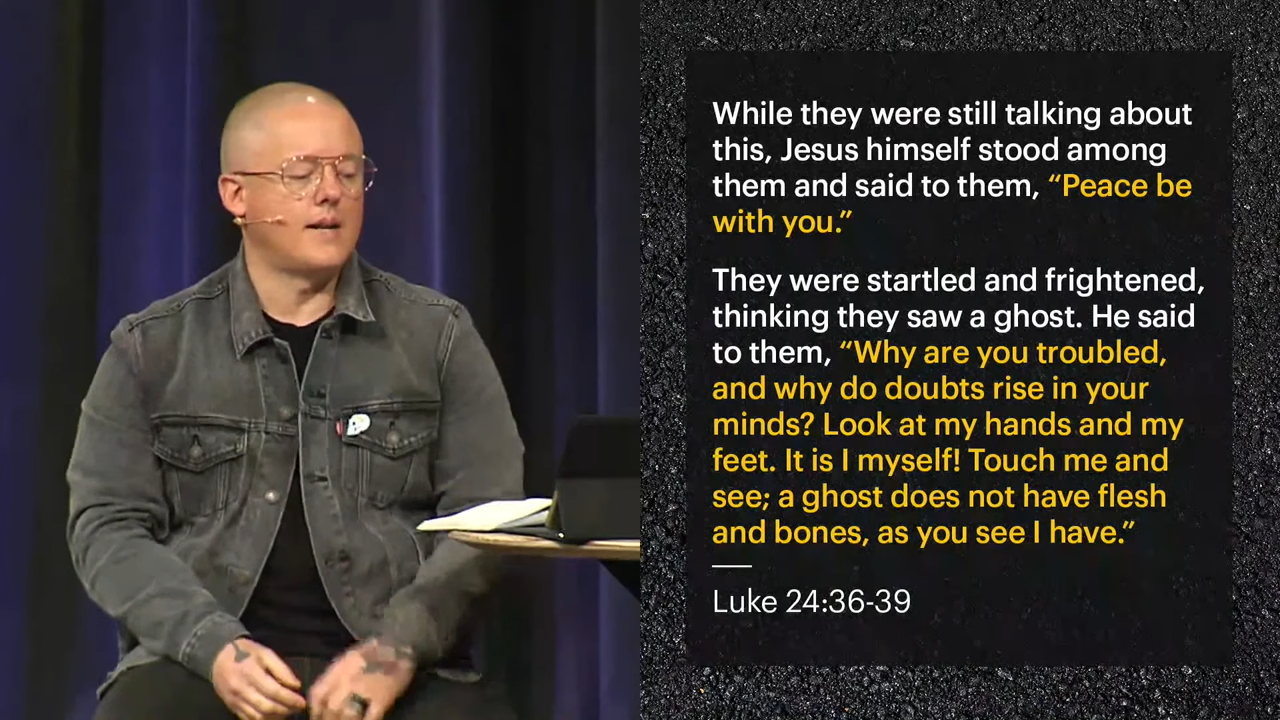 While they were still talking about
this, Jesus himself stood among
them and said to them, “Peace be
with you.”
They were startled and frightened,
thinking they saw a ghost. He said
to them, “Why are you troubled,
and why do doubts rise in your
minds? Look at my hands and my
feet. It is I myself! Touch me and
see; a ghost does not have flesh
and bones, as you see I have.”
Luke 24:36-39